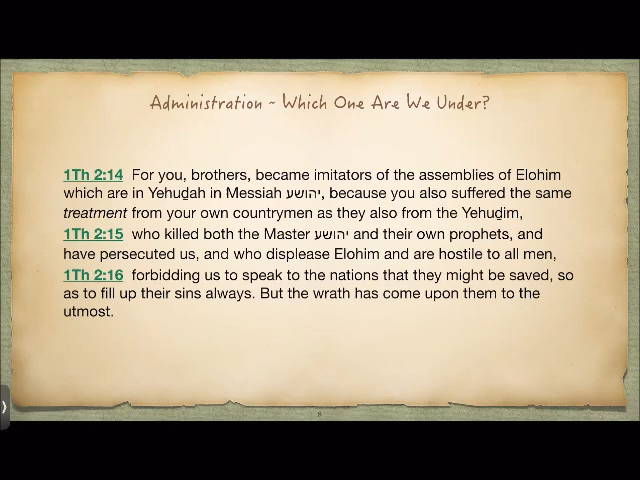 Administration ~ Which One Are We Under?
1Th 2:14 For you, brothers, became imitators of the assemblies of Elohim
which are in Yehuḏah in Messiah יהושע, because you also suffered the same
treatment from your own countrymen as they also from the Yehuḏim,
1Th 2:15 who killed both the Master יהושע and their own prophets, and
have persecuted us, and who displease Elohim and are hostile to all men,
1Th 2:16 forbidding us to speak to the nations that they might be saved, so
as to fill up their sins always. But the wrath has come upon them to the
utmost.